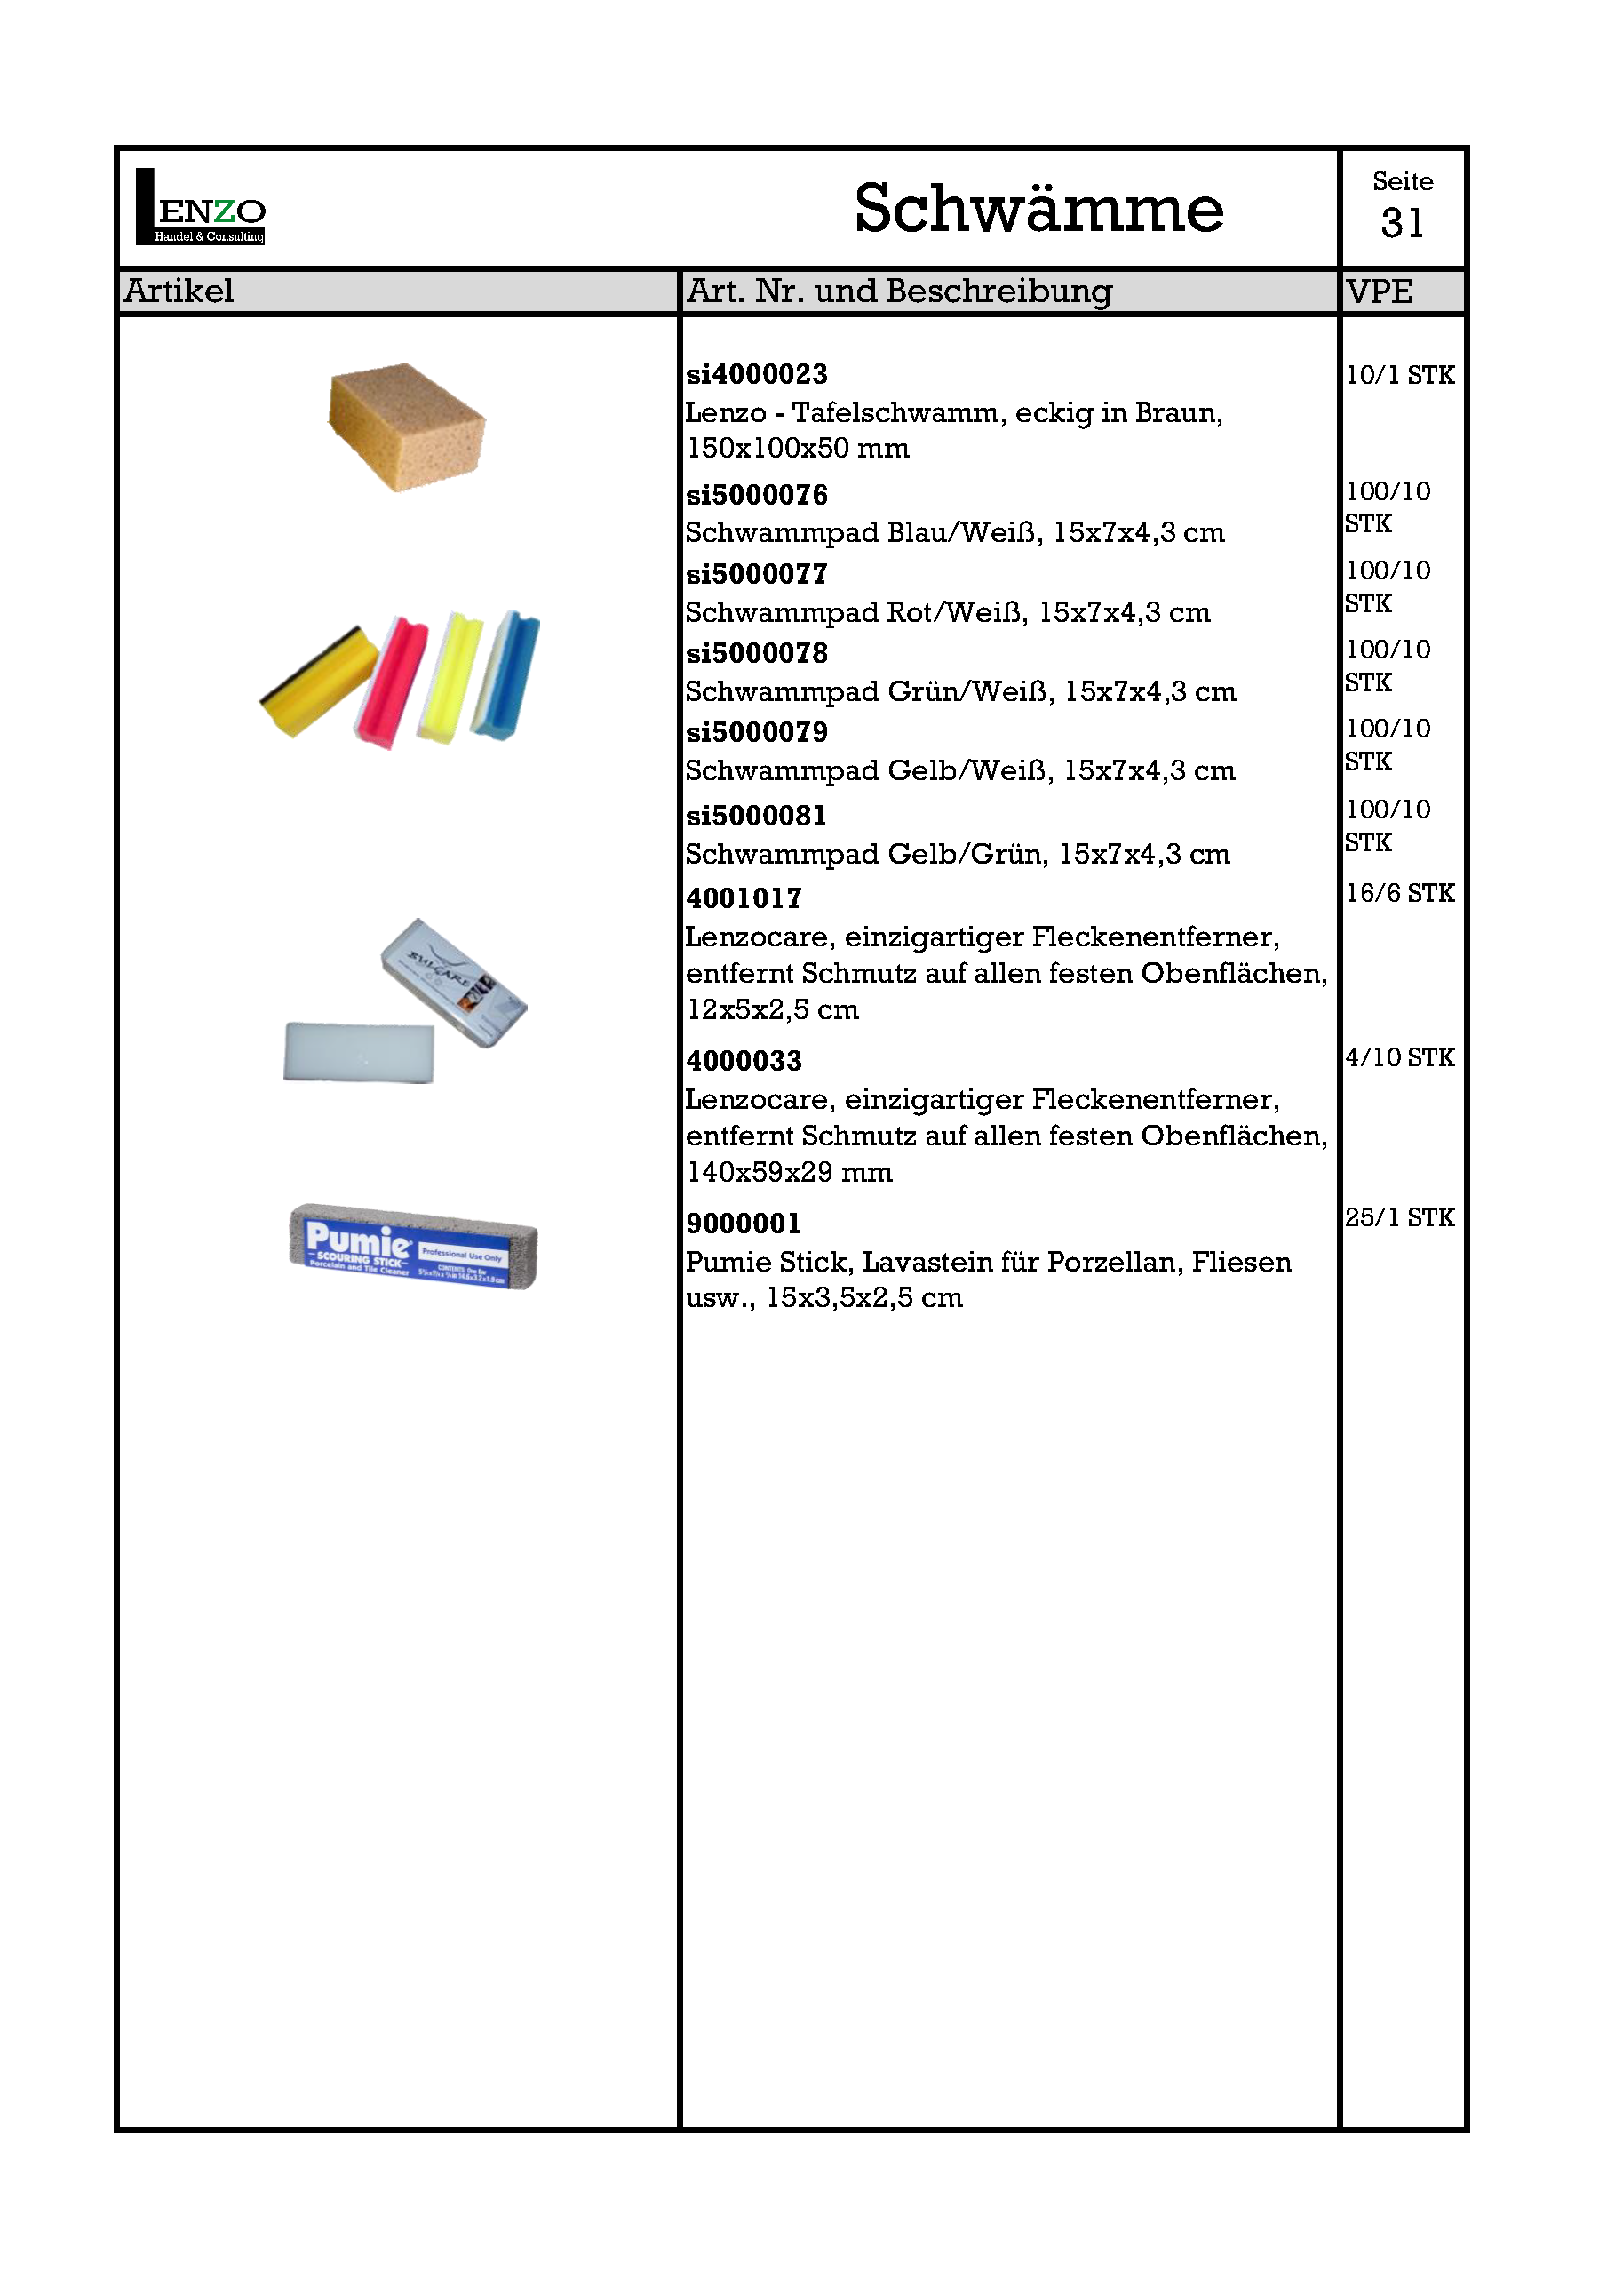 LENZO
Handel & Consulting
Schwämme
Seite
31
Artikel
Art. Nr. und Beschreibung
VPE
si4000023
10/1 STK
Lenzo - Tafelschwamm, eckig in Braun,
150x100x50 mm
si5000076
100/10
STK
Schwammpad Blau/Weiß, 15x7x4,3 cm
si5000077
100/10
STK
Schwammpad Rot/Weiß, 15x7x4,3 cm
si5000078
100/10
STK
Schwammpad Grün/Weiß, 15x7x4,3 cm
si5000079
100/10
STK
Schwammpad Gelb/Weiß, 15x7x4,3 cm
si5000081
100/10
STK
Schwammpad Gelb/Grün, 15x7x4,3 cm
4001017
16/6 STK
Lenzocare, einzigartiger Fleckenentferner,
entfernt Schmutz auf allen festen Obenflächen,
12x5x2,5 cm
4000033
4/10 STK
Lenzocare, einzigartiger Fleckenentferner,
entfernt Schmutz auf allen festen Obenflächen,
140x59x29 mm
Pumie
SCOURING STICK
Porcelain and Tile Cleaner
Professional Use Only
9000001
25/1 STK
Pumie Stick, Lavastein für Porzellan, Fliesen
usw., 15x3,5x2,5 cm